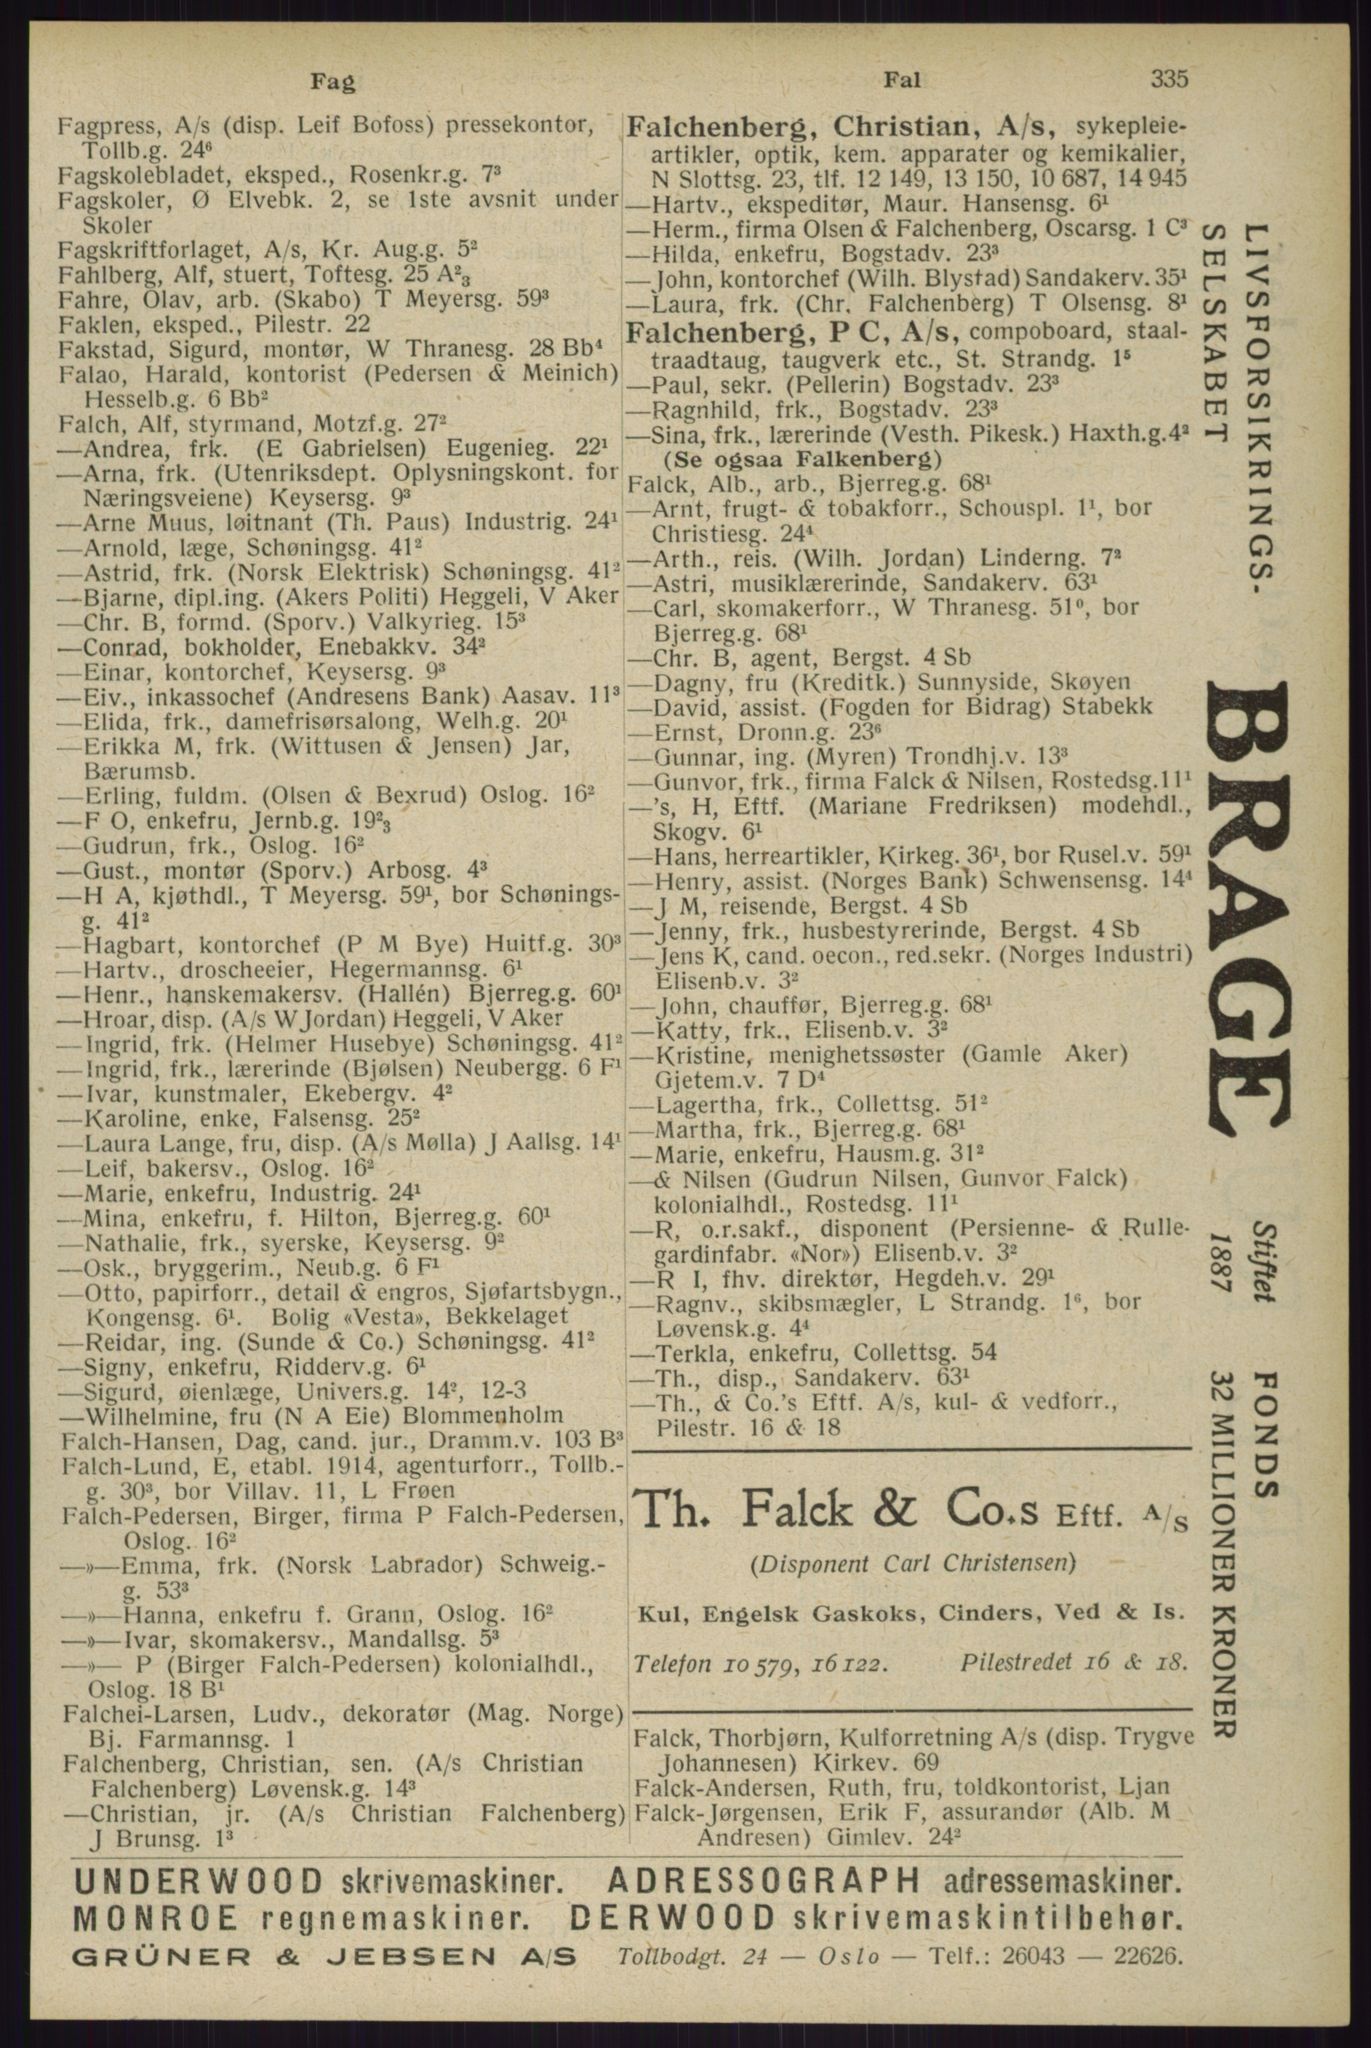 Fag
Fal
335
Fagpress, A/s (disp. Leif Bofoss) pressekontor,
Tollb.g. 24⁶
Fagskolebladet, eksped., Rosenkr.g. 7³
Fagskoler, Ø Elvebk. 2, se 1ste avsnit under
Skoler
Fagskriftforlaget, A/s, Kr. Aug.g. 5²
Fahlberg, Alf, stuert, Toftesg. 25 A²₃
Fahre, Olav, arb. (Skabo) T Meyersg. 59³
Faklen, eksped., Pilestr. 22
Fakstad, Sigurd, montør, W Thranesg. 28 Bb⁴
Falao, Harald, kontorist (Pedersen & Meinich)
Hesselb.g. 6 Bb²
Falch, Alf, styrmand, Motzf.g. 27²
—Andrea, frk. (E Gabrielsen) Eugenieg. 22¹
—Arna, frk. (Utenriksdept. Oplysningskont. for
Næringsveiene) Keysersg. 9³
—Arne Muus, løitnant (Th. Paus) Industrig. 24¹
—Arnold, læge, Schøningsg. 41²
—Astrid, frk. (Norsk Elektrisk) Schøningsg. 41²
—Bjarne, dipl.ing. (Akers Politi) Heggeli, V Aker
—Chr. B, formd. (Sporv.) Valkyrieg. 15³
—Conrad, bokholder, Enebakkv. 34²
—Einar, kontorchef, Keysersg. 9³
—Eiv., inkassochef (Andresens Bank) Aasav. 11³
—Elida, frk., damefrisørsalong, Welh.g. 20¹
—Erikka M, frk. (Wittusen & Jensen) Jar,
Bærumsb.
—Erling, fuldm. (Olsen & Bexrud) Oslog. 16²
—F O, enkefru, Jernb.g. 19²₃
—Gudrun, frk., Oslog. 16²
—Gust., montør (Sporv.) Arbosg. 4³
—H A, kjøthdl., T Meyersg. 59¹, bor Schønings-
g. 41²
—Hagbart, kontorchef (P M Bye) Huitf.g. 30³
—Hartv., droscheeier, Hegermannsg. 6¹
—Henr., hanskemakersv. (Hallén) Bjerreg.g. 60¹
—Hroar, disp. (A/s W Jordan) Heggeli, V Aker
—Ingrid, frk. (Helmer Husebye) Schøningsg. 41²
—Ingrid, frk., lærerinde (Bjølsen) Neubergg. 6 F¹
—Ivar, kunstmaler, Ekebergv. 4²
—Karoline, enke, Falsensg. 25²
—Laura Lange, fru, disp. (A/s Mølla) J Aallsg. 14¹
—Leif, bakersv., Oslog. 16²
—Marie, enkefru, Industrig. 24¹
—Mina, enkefru, f. Hilton, Bjerreg.g. 60¹
—Nathalie, frk., syerske, Keysersg. 9²
—Osk., bryggerim., Neub.g. 6 F¹
—Otto, papirforr., detail & engros, Sjøfartsbygn.,
Kongensg. 6¹. Bolig «Vesta», Bekkelaget
—Reidar, ing. (Sunde & Co.) Schøningsg. 41²
—Signy, enkefru, Ridderv.g. 6¹
—Sigurd, øienlæge, Univers.g. 14², 12-3
—Wilhelmine, fru (N A Eie) Blommenholm
Falch-Hansen, Dag, cand. jur., Dramm.v. 103 B³
Falch-Lund, E, etabl. 1914, agenturforr., Tollb.-
g. 30³, bor Villav. 11, L Frøen
Falch-Pedersen, Birger, firma P Falch-Pedersen,
Oslog. 16²
—»—Emma, frk. (Norsk Labrador) Schweig.-
g. 53³
—»—Hanna, enkefru f. Grann, Oslog. 16²
—»—Ivar, skomakersv., Mandallsg. 5³
—»— P (Birger Falch-Pedersen) kolonialhdl.,
Oslog. 18 B¹
Falchei-Larsen, Ludv., dekoratør (Mag. Norge)
Bj. Farmannsg. 1
Falchenberg, Christian, sen. (A/s Christian
Falchenberg) Løvensk.g. 14³
—Christian, jr. (A/s Christian Falchenberg)
J Brunsg. 1³
Falchenberg, Christian, A/s, sykepleie-
artikler, optik, kem. apparater og kemikalier,
N Slottsg. 23, tlf. 12 149, 13 150, 10 687, 14 945
—Hartv., ekspeditør, Maur. Hansensg. 6¹
—Herm., firma Olsen & Falchenberg, Oscarsg. 1 C³
—Hilda, enkefru, Bogstadv. 23³
—John, kontorchef (Wilh. Blystad) Sandakerv. 35¹
—Laura, frk. (Chr. Falchenberg) T Olsensg. 8¹
Falchenberg, P C, A/s, compoboard, staal-
traadtaug, taugverk etc., St. Strandg. 1⁵
—Paul, sekr. (Pellerin) Bogstadv. 23³
—Ragnhild, frk., Bogstadv. 23³
—Sina, frk., lærerinde (Vesth. Pikesk.) Haxth.g.4²
(Se ogsaa Falkenberg)
Falck, Alb., arb., Bjerreg.g. 68¹
—Arnt, frugt- & tobakforr., Schouspl. 1¹, bor
Christiesg. 24⁴
—Arth., reis. (Wilh. Jordan) Linderng. 7²
—Astri, musiklærerinde, Sandakerv. 63¹
—Carl, skomakerforr., W Thranesg. 51⁰, bor
Bjerreg.g. 68¹
—Chr. B, agent, Bergst. 4 Sb
—Dagny, fru (Kreditk.) Sunnyside, Skøyen
—David, assist. (Fogden for Bidrag) Stabekk
—Ernst, Dronn.g. 23⁶
—Gunnar, ing. (Myren) Trondhj.v. 13³
—Gunvor, frk., firma Falck & Nilsen, Rostedsg.11¹
—'s, H, Eftf. (Mariane Fredriksen) modehdl.,
Skogv. 6¹
—Hans, herreartikler, Kirkeg. 36¹, bor Rusel.v. 59¹
—Henry, assist. (Norges Bank) Schwensensg. 14⁴
—J M, reisende, Bergst. 4 Sb
—Jenny, frk., husbestyrerinde, Bergst. 4 Sb
—Jens K, cand. oecon., red.sekr. (Norges Industri)
Elisenb.v. 3²
—John, chauffør, Bjerreg.g. 68¹
—Katty, frk., Elisenb.v. 3²
—Kristine, menighetssøster (Gamle Aker)
Gjetem.v. 7 D⁴
—Lagertha, frk., Collettsg. 51²
—Martha, frk., Bjerreg.g. 68¹
—Marie, enkefru, Hausm.g. 31²
—& Nilsen (Gudrun Nilsen, Gunvor Falck)
kolonialhdl., Rostedsg. 11¹
—R, o.r.sakf., disponent (Persienne- & Rulle-
gardinfabr. «Nor») Elisenb.v. 3²
—R I, fhv. direktør, Hegdeh.v. 29¹
—Ragnv., skibsmægler, L Strandg. 1⁶, bor
Løvensk.g. 4⁴
—Terkla, enkefru, Collettsg. 54
—Th., disp., Sandakerv. 63¹
—Th., & Co.'s Eftf. A/s, kul- & vedforr.,
Pilestr. 16 & 18
Th. Falck & Co.s Eftf. A/s
(Disponent Carl Christensen)
Kul, Engelsk Gaskoks, Cinders, Ved & Is.
Telefon 10 579, 16 122. Pilestredet 16 & 18.
Falck, Thorbjørn, Kulforretning A/s (disp. Trygve
Johannesen) Kirkev. 69
Falck-Andersen, Ruth, fru, toldkontorist, Ljan
Falck-Jørgensen, Erik F, assurandør (Alb. M
Andresen) Gimlev. 24²
LIVSFORSIKRINGS-
SELSKABET
BRAGE
Stiftet
1887
FONDS
32 MILLIONER KRONER
UNDERWOOD skrivemaskiner. ADRESSOGRAPH adressemaskiner.
MONROE regnemaskiner. DERWOOD skrivemaskintilbehør.
GRÜNER & JEBSEN A/S Tollbodgt. 24 — Oslo — Telf.: 26043 — 22626.